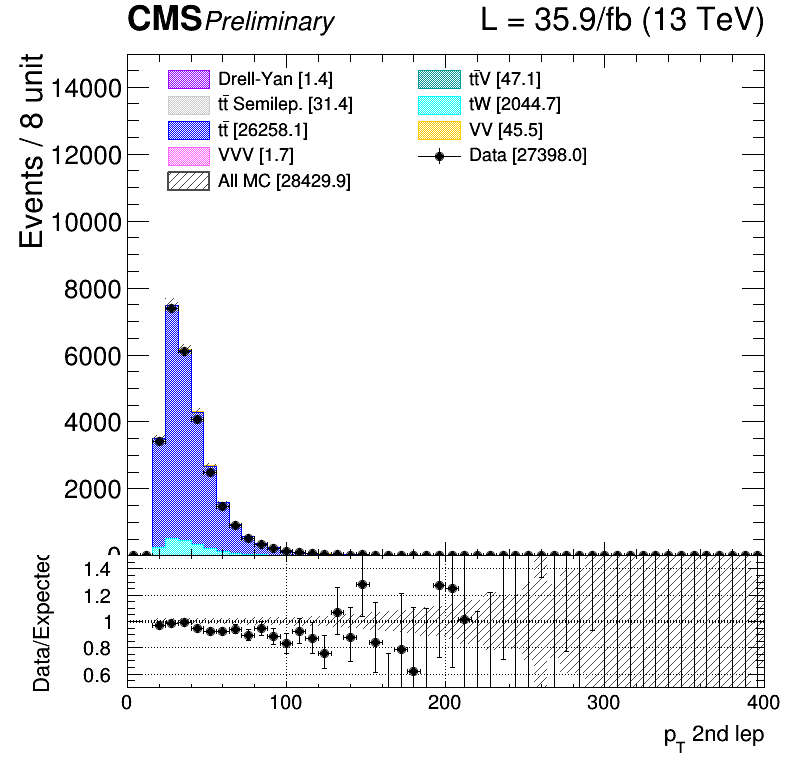 CMS Preliminary L = 35.9/fb (13 TeV)
Events / 8 unit
14000
12000
10000
8000
6000
4000
2000
0
Drell-Yan [1.4]
tt̄ Semilep. [31.4]
tt̄ [26258.1]
VVV [1.7]
All MC [28429.9]
tt̄V [47.1]
tW [2044.7]
VV [45.5]
Data [27398.0]
Data/Expected
1.4
1.2
1
0.8
0.6
0 100 200 300 400
p_T 2nd lep